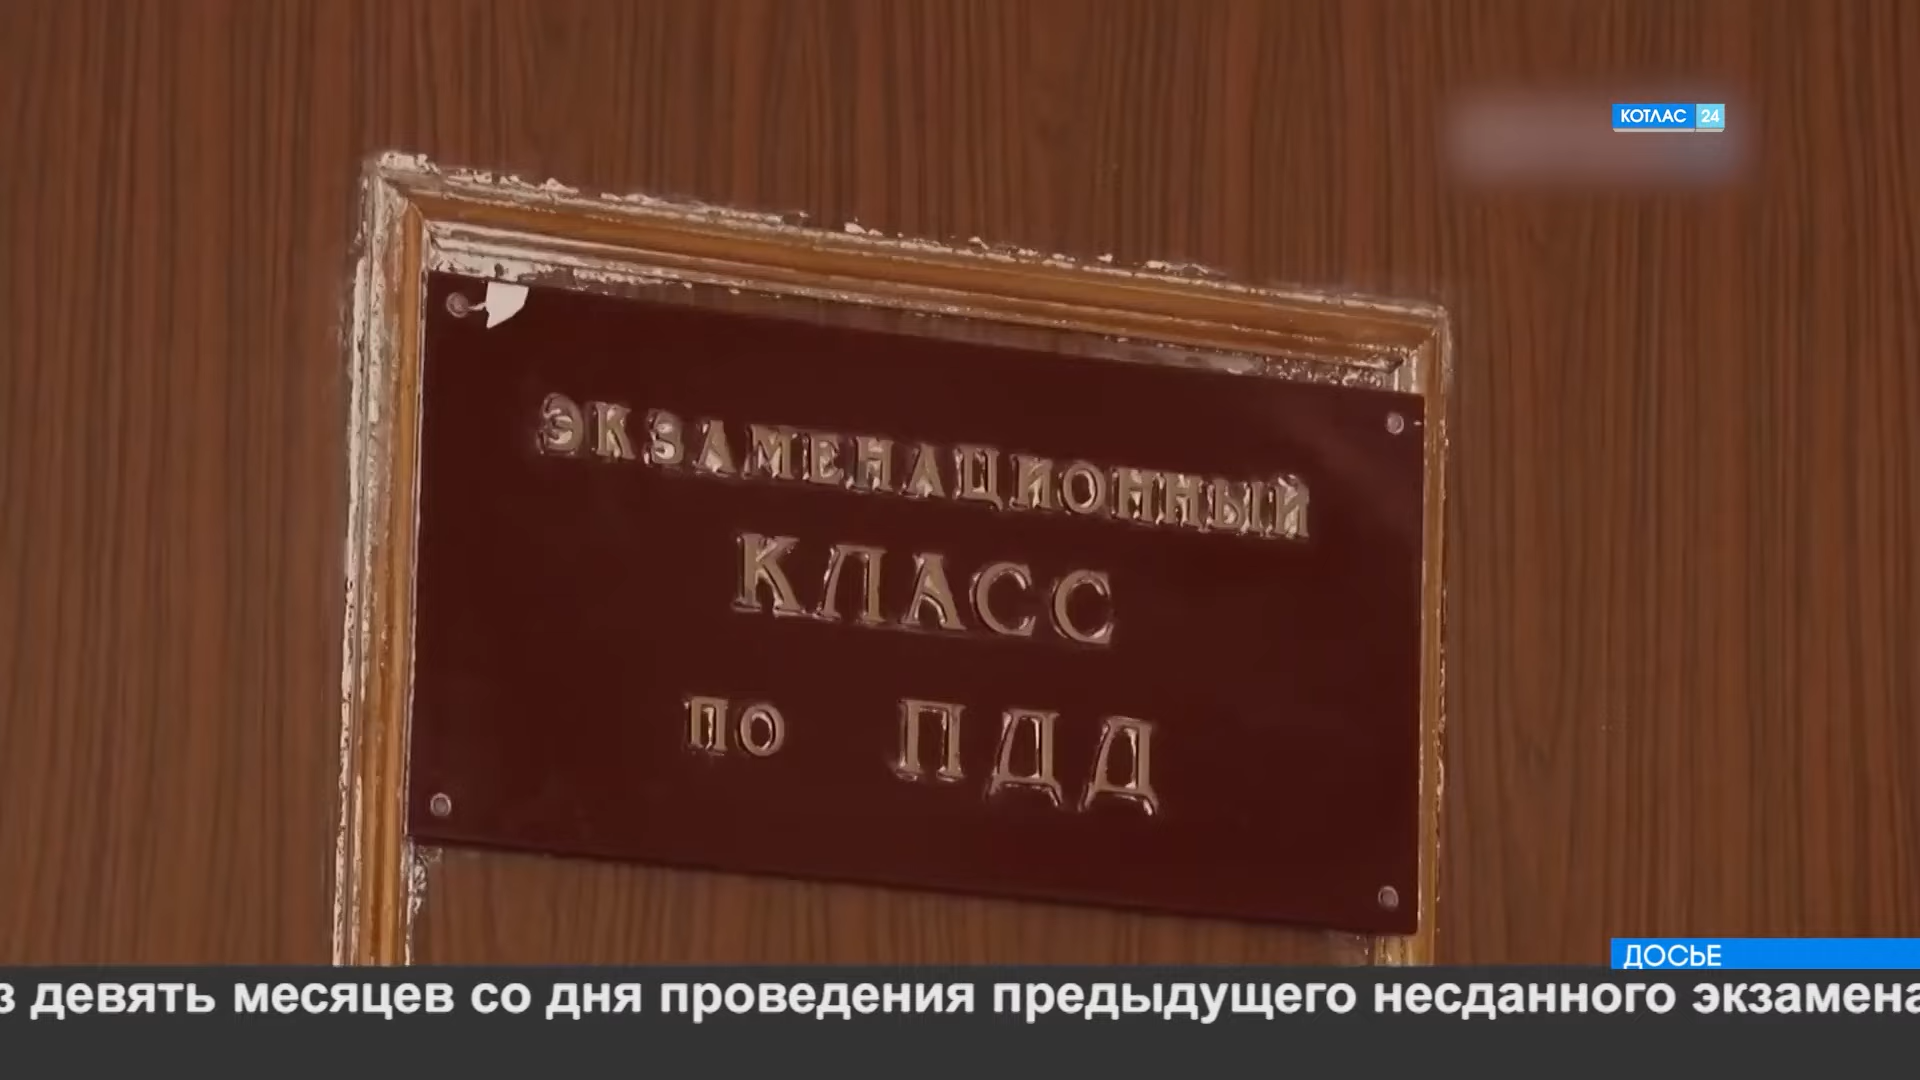 КОТЛАС 24
ЭКЗАМЕНАЦИОННЫЙ
КЛАСС
ПО ПДД
ДОСЬЕ
з девять месяцев со дня проведения предыдущего несданного экзамена